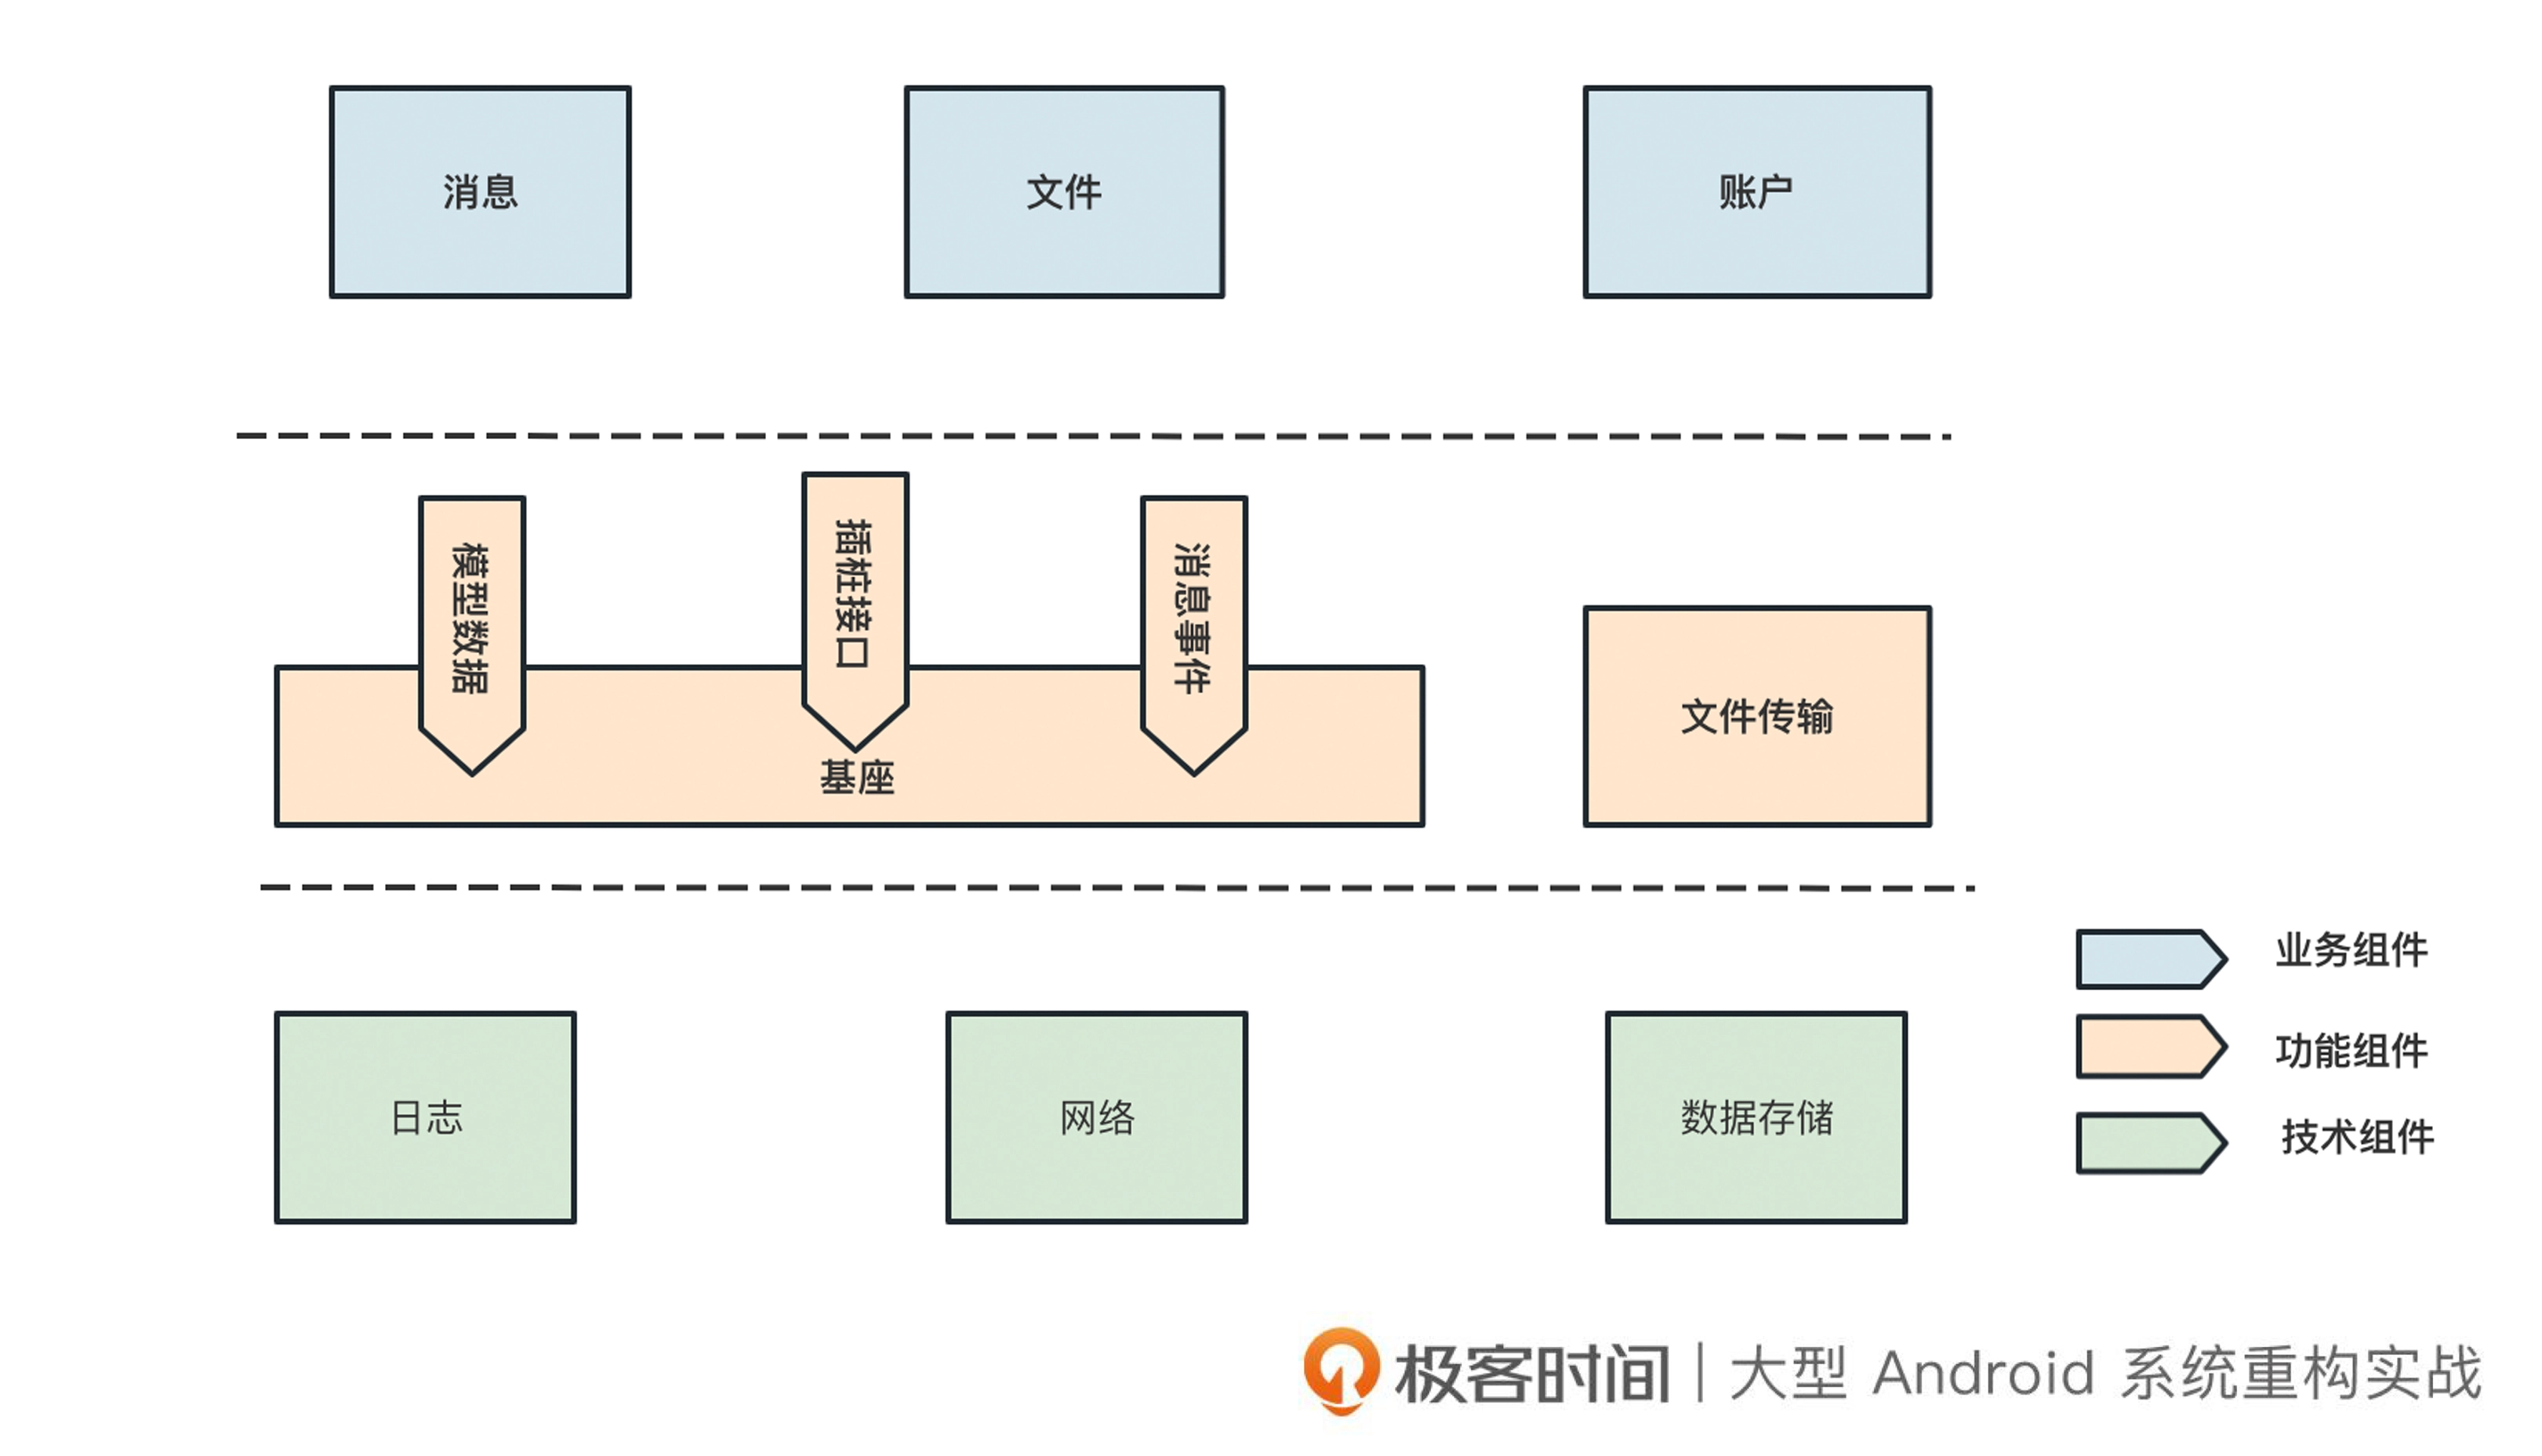 消息
文件
账户
模型数据
插桩接口
消息事件
基座
文件传输
日志
网络
数据存储
业务组件
功能组件
技术组件
极客时间 | 大型 Android 系统重构实战